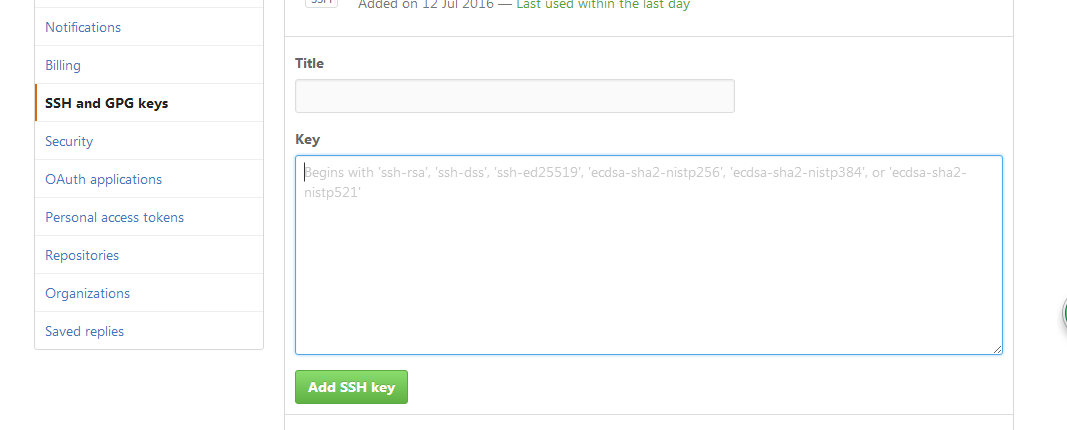 SSH
Added on 12 Jul 2016 — Last used within the last day
Notifications
Billing
SSH and GPG keys
Security
OAuth applications
Personal access tokens
Repositories
Organizations
Saved replies
Title
Key
Begins with 'ssh-rsa', 'ssh-dss', 'ssh-ed25519', 'ecdsa-sha2-nistp256', 'ecdsa-sha2-nistp384', or 'ecdsa-sha2-
nistp521'
Add SSH key